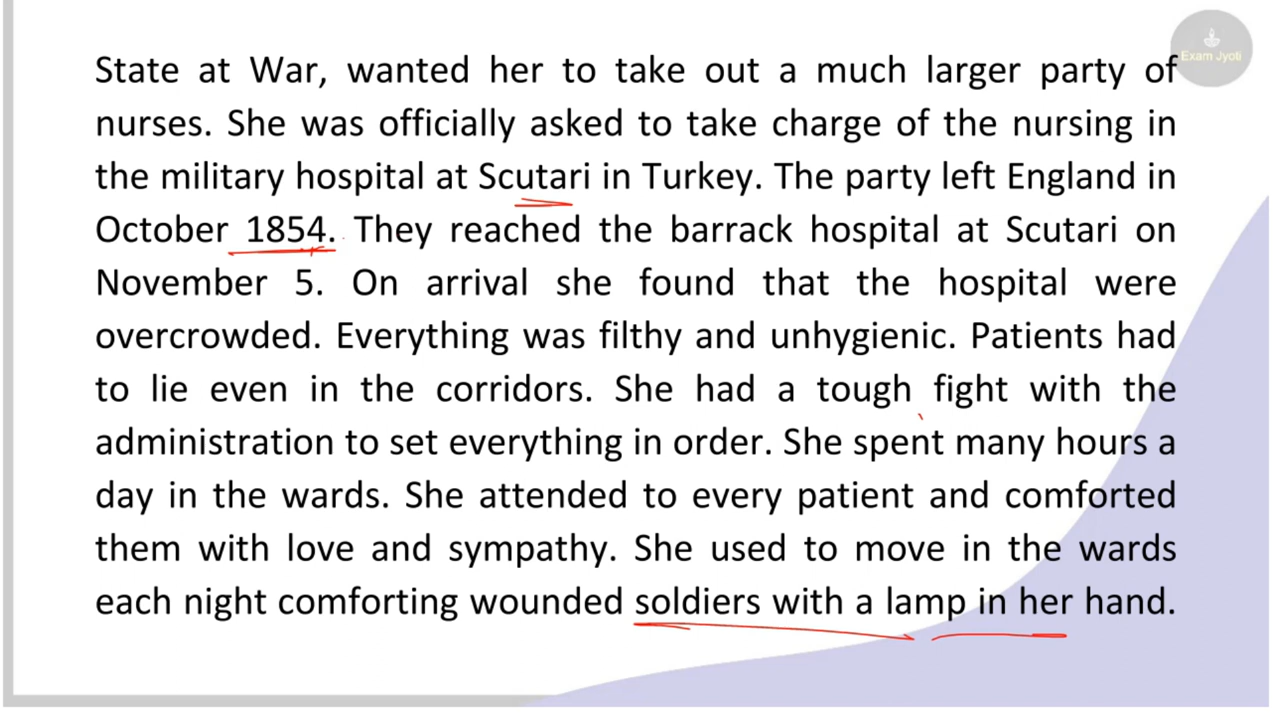 Exam Jyoti
State at War, wanted her to take out a much larger party of
nurses. She was officially asked to take charge of the nursing in
the military hospital at Scutari in Turkey. The party left England in
October 1854. They reached the barrack hospital at Scutari on
November 5. On arrival she found that the hospital were
overcrowded. Everything was filthy and unhygienic. Patients had
to lie even in the corridors. She had a tough fight with the
administration to set everything in order. She spent many hours a
day in the wards. She attended to every patient and comforted
them with love and sympathy. She used to move in the wards
each night comforting wounded soldiers with a lamp in her hand.